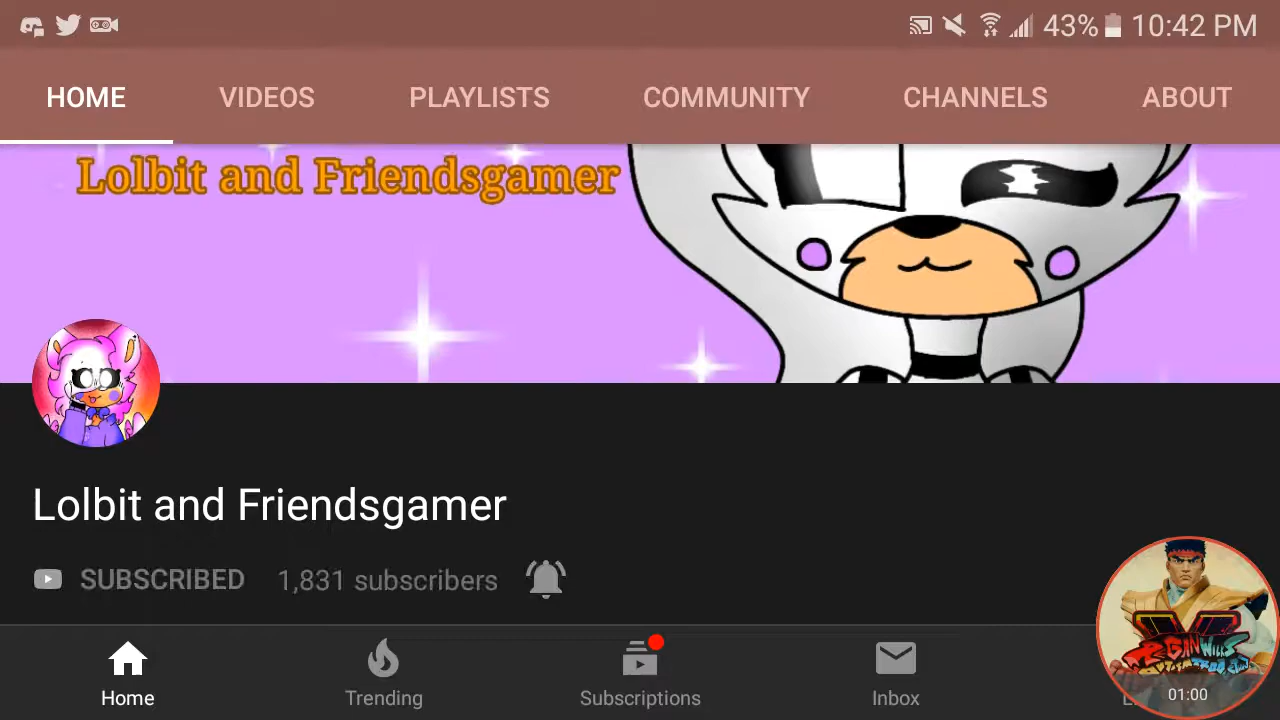 43% 10:42 PM
HOME VIDEOS PLAYLISTS COMMUNITY CHANNELS ABOUT
Lolbit and Friendsgamer
Lolbit and Friendsgamer
SUBSCRIBED 1,831 subscribers
Home Trending Subscriptions Inbox
01:00